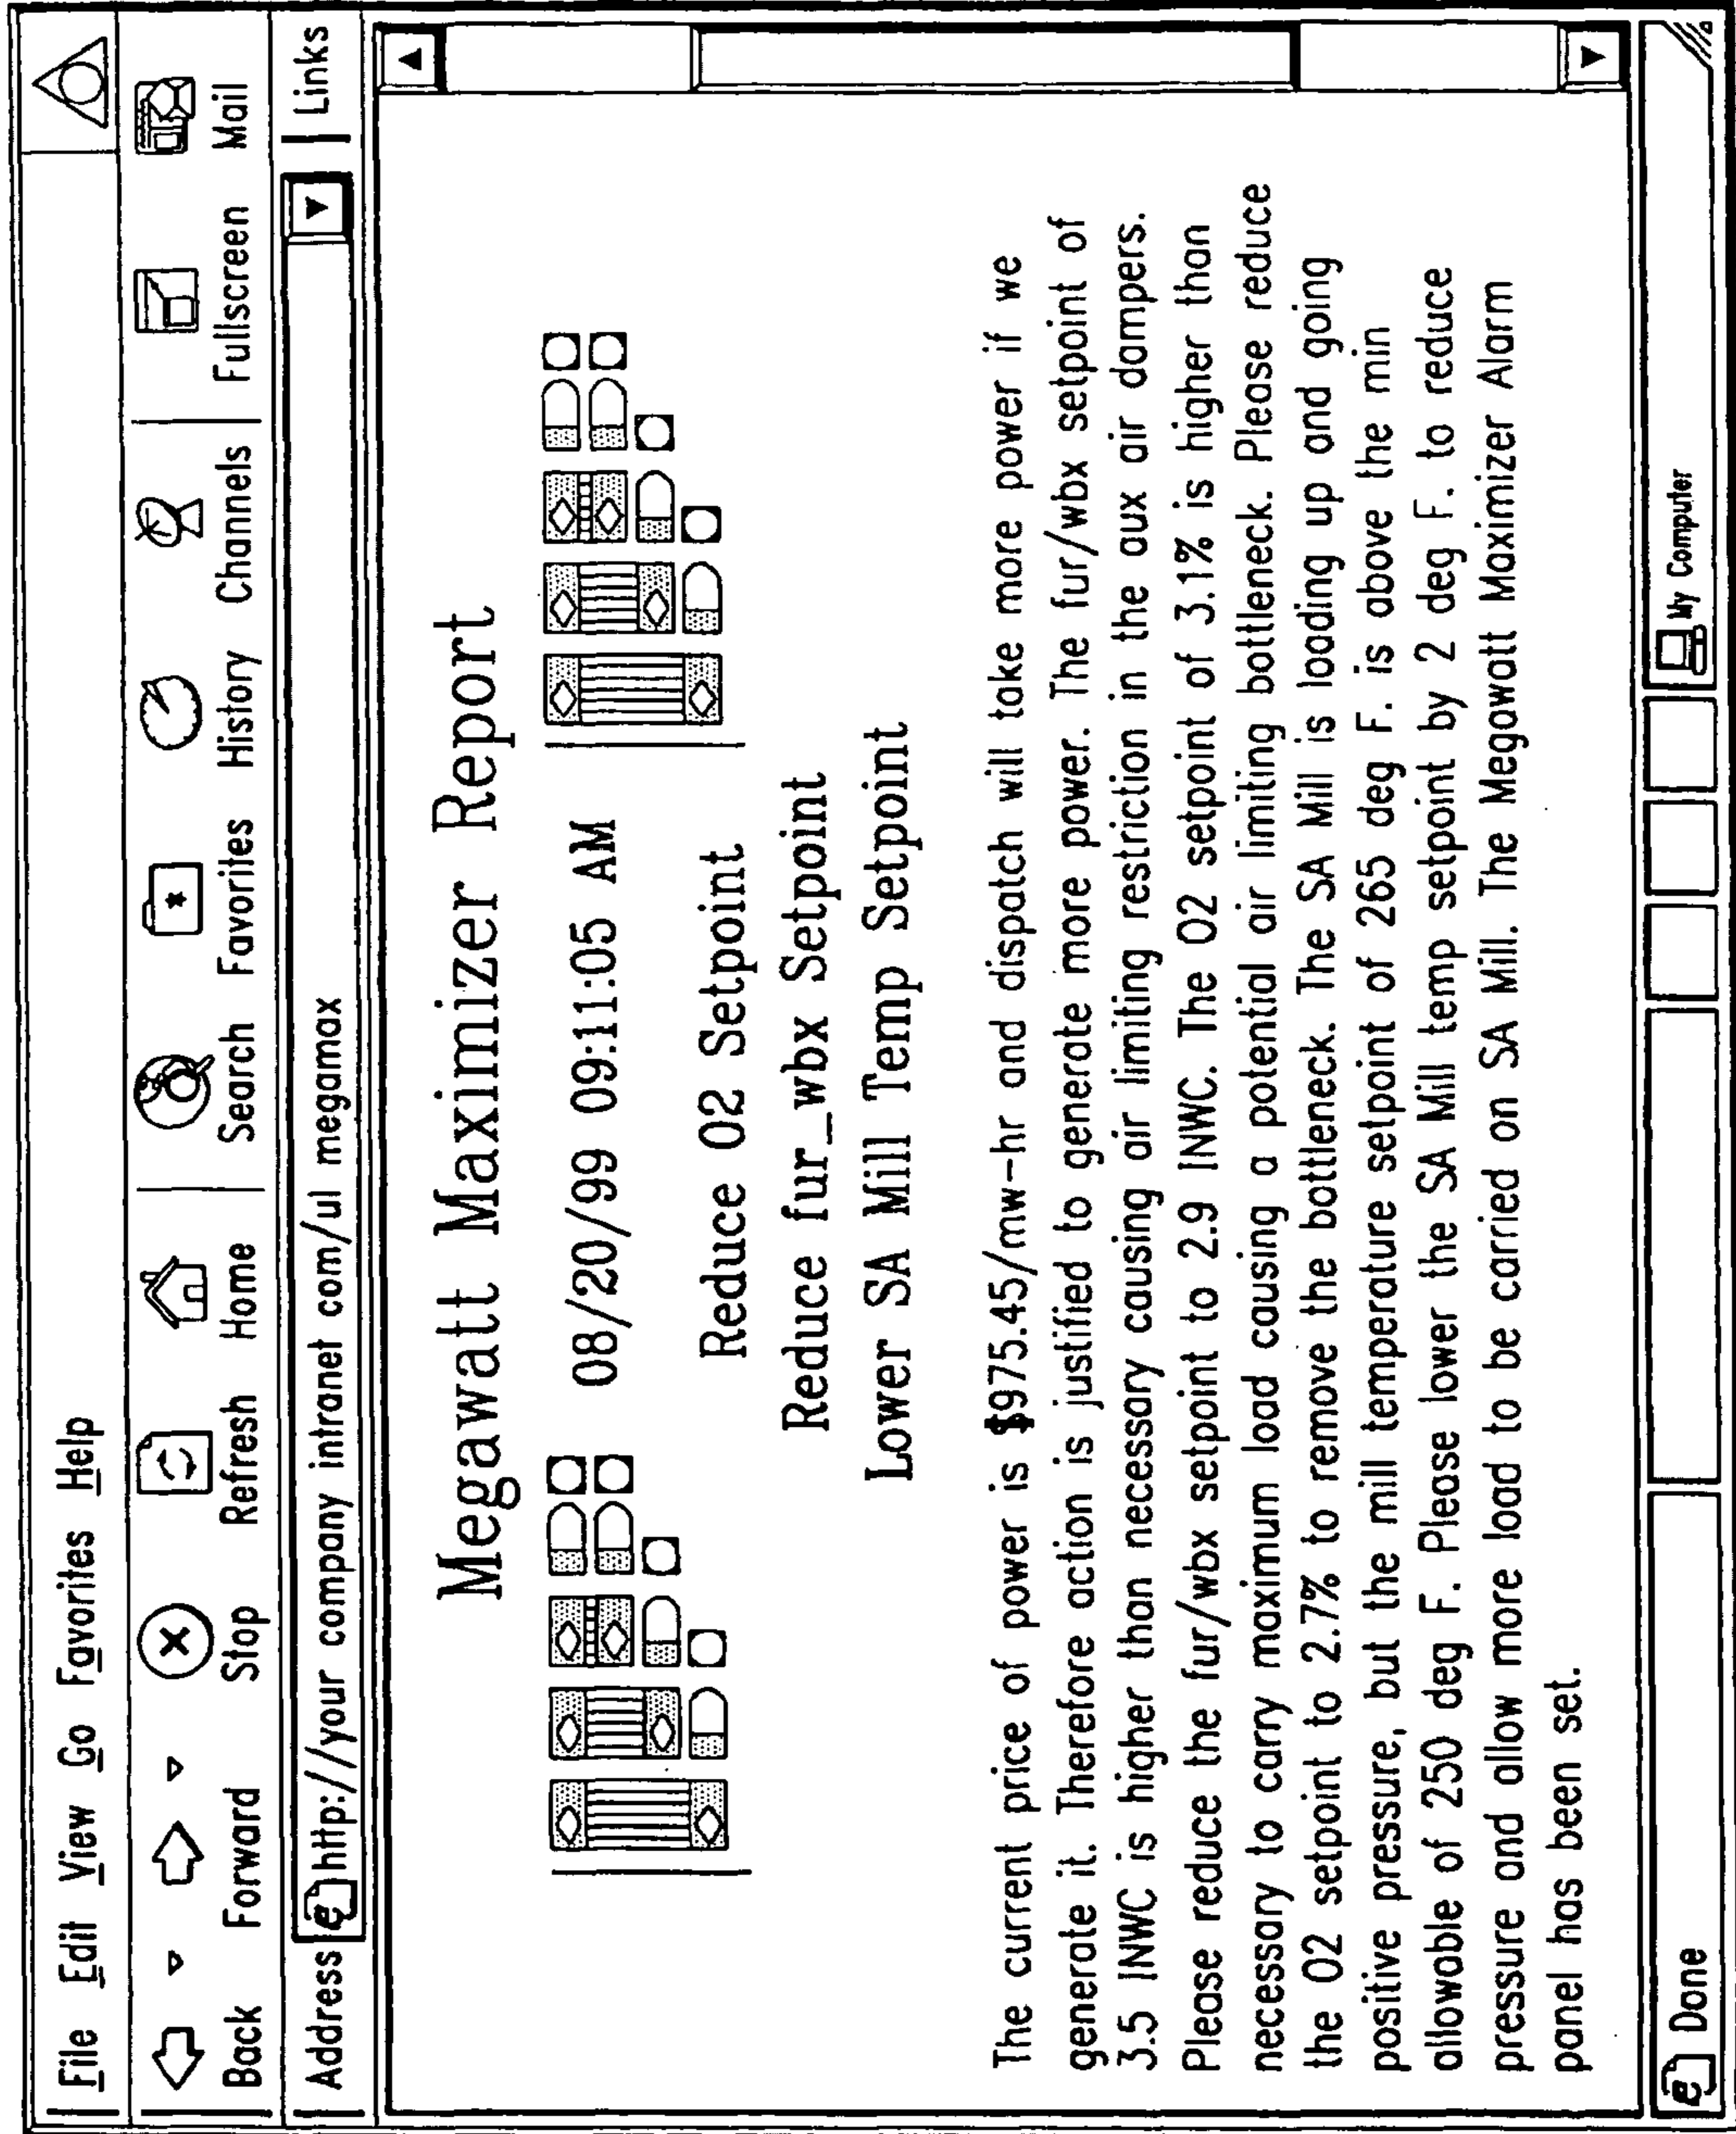 File Edit View Go Favorites Help
Back Forward Stop Refresh Home Search Favorites History Channels Fullscreen Mail
Address http://your company intranet com/ul megamax Links
Megawatt Maximizer Report
08/20/99 09:11:05 AM
Reduce O2 Setpoint
Reduce fur_wbx Setpoint
Lower SA Mill Temp Setpoint
The current price of power is $975.45/mw-hr and dispatch will take more power if we
generate it. Therefore action is justified to generate more power. The fur/wbx setpoint of
3.5 INWC is higher than necessary causing air limiting restriction in the aux air dampers.
Please reduce the fur/wbx setpoint to 2.9 INWC. The O2 setpoint of 3.1% is higher than
necessary to carry maximum load causing a potential air limiting bottleneck. Please reduce
the O2 setpoint to 2.7% to remove the bottleneck. The SA Mill is loading up and going
positive pressure, but the mill temperature setpoint of 265 deg F. is above the min
allowable of 250 deg F. Please lower the SA Mill temp setpoint by 2 deg F. to reduce
pressure and allow more load to be carried on SA Mill. The Megawatt Maximizer Alarm
panel has been set.
Done My Computer